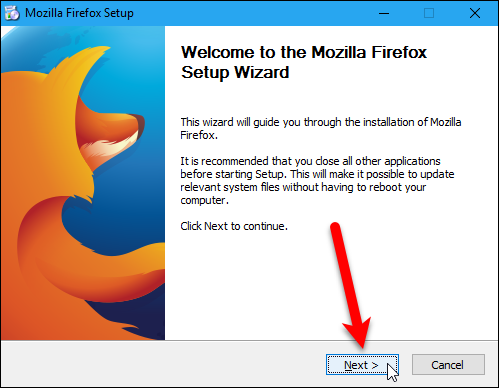 Mozilla Firefox Setup
Welcome to the Mozilla Firefox
Setup Wizard
This wizard will guide you through the installation of Mozilla
Firefox.
It is recommended that you close all other applications
before starting Setup. This will make it possible to update
relevant system files without having to reboot your
computer.
Click Next to continue.
Next >
Cancel